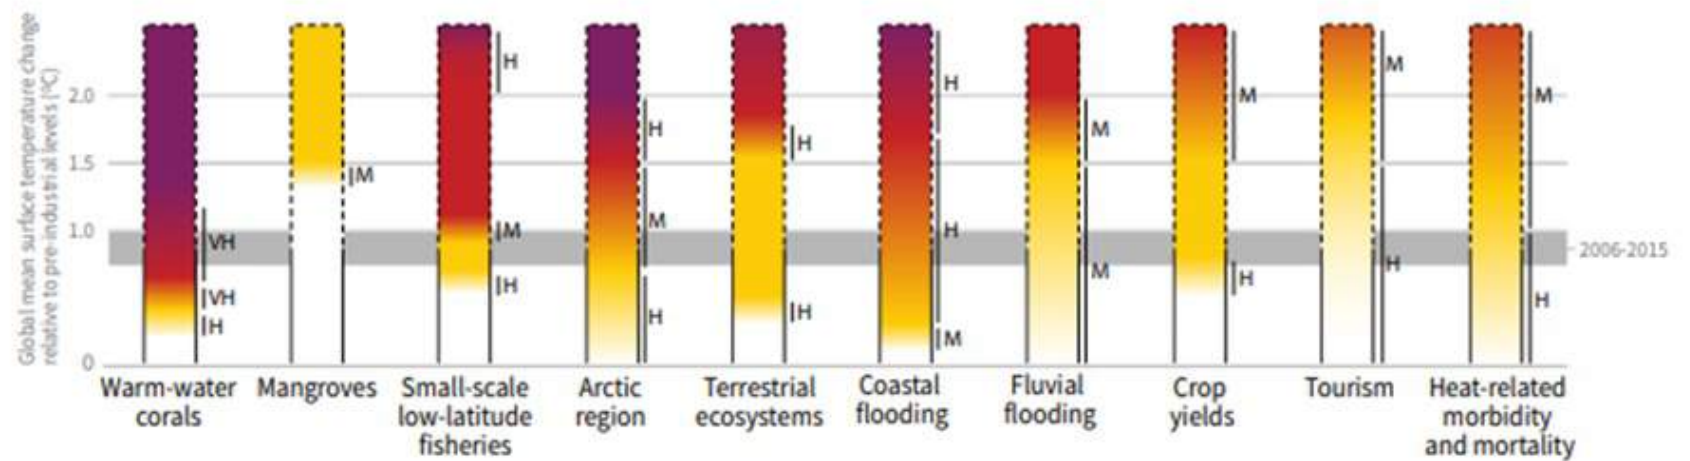 Global mean surface temperature change
relative to pre-industrial levels (°C)
2.0
1.5
1.0
0
VH
VH
H
M
H
M
H
H
M
H
H
H
H
H
M
M
M
M
H
M
H
M
H
2006-2015
Warm-water
corals
Mangroves
Small-scale
low-latitude
fisheries
Arctic
region
Terrestrial
ecosystems
Coastal
flooding
Fluvial
flooding
Crop
yields
Tourism
Heat-related
morbidity
and mortality